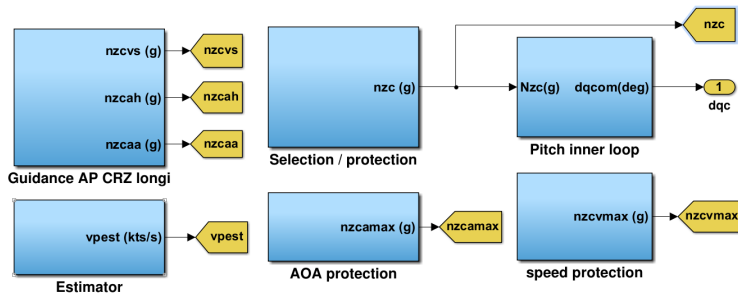 nzc
nzcvs (g)
nzcvs
nzcah (g)
nzcah
nzcaa (g)
nzcaa
Guidance AP CRZ longi
nzc (g)
Selection / protection
Nzc(g)
dqcom(deg)
Pitch inner loop
1
dqc
vpest (kts/s)
vpest
Estimator
nzcamax (g)
nzcamax
AOA protection
nzcvmax (g)
nzcvmax
speed protection